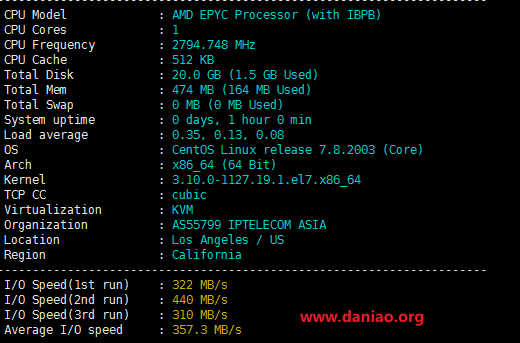 CPU Model : AMD EPYC Processor (with IBPB)
CPU Cores : 1
CPU Frequency : 2794.748 MHz
CPU Cache : 512 KB
Total Disk : 20.0 GB (1.5 GB Used)
Total Mem : 474 MB (164 MB Used)
Total Swap : 0 MB (0 MB Used)
System uptime : 0 days, 1 hour 0 min
Load average : 0.35, 0.13, 0.08
OS : CentOS Linux release 7.8.2003 (Core)
Arch : x86_64 (64 Bit)
Kernel : 3.10.0-1127.19.1.el7.x86_64
TCP CC : cubic
Virtualization : KVM
Organization : AS55799 IPTELECOM ASIA
Location : Los Angeles / US
Region : California
I/O Speed(1st run) : 322 MB/s
I/O Speed(2nd run) : 440 MB/s
I/O Speed(3rd run) : 310 MB/s
Average I/O speed : 357.3 MB/s
www.daniao.org